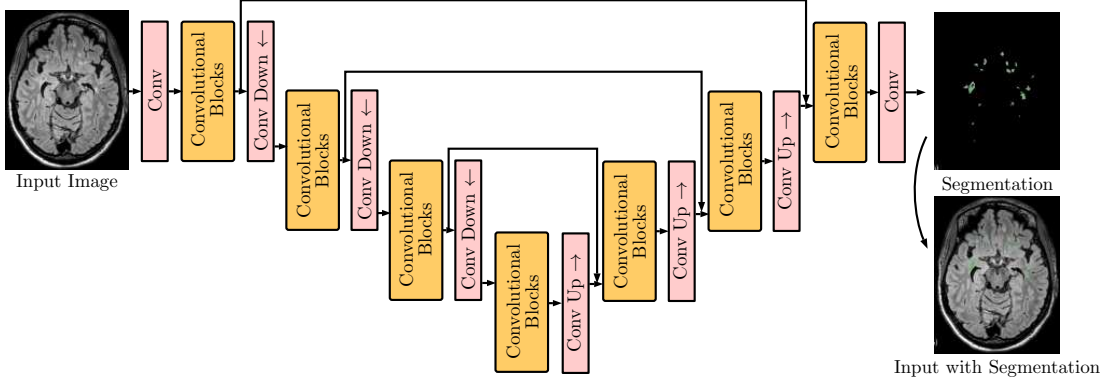 Input Image
Conv
Convolutional
Blocks
Conv Down ←
Convolutional
Blocks
Conv Down ←
Convolutional
Blocks
Conv Down ←
Convolutional
Blocks
Conv Up →
Convolutional
Blocks
Conv Up →
Convolutional
Blocks
Conv Up →
Convolutional
Blocks
Conv
Segmentation
Input with Segmentation